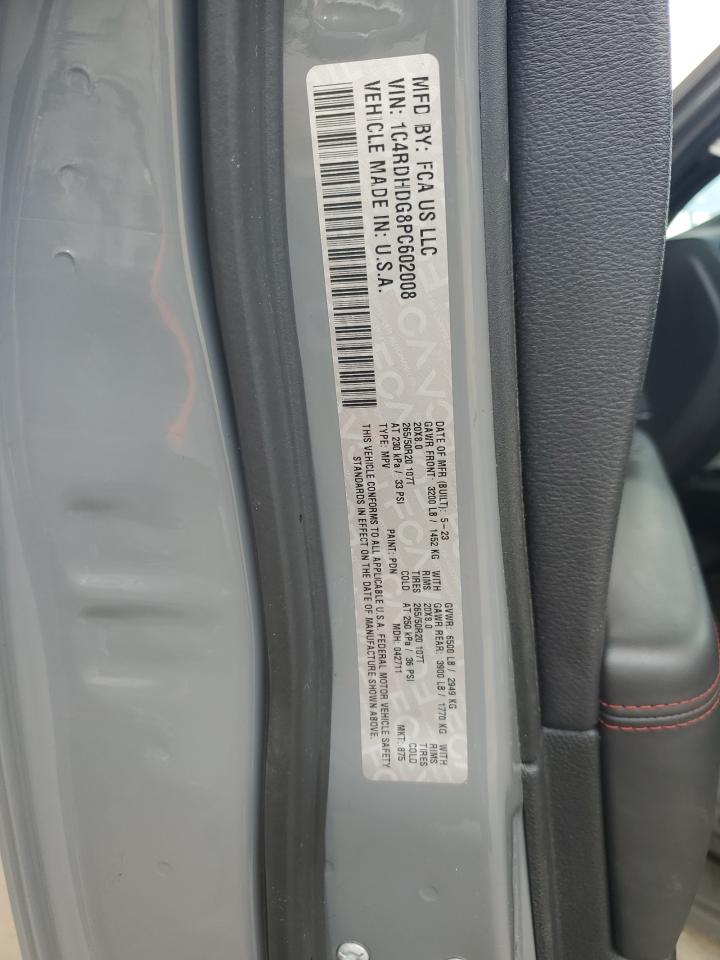 MFD BY: FCA US LLC
VIN: 1C4RDHDG8PC602008
VEHICLE MADE IN: U.S.A.
DATE OF MFR (BUILT): 5-23 GVWR: 6500 LB / 2949 KG
GAWR FRONT: 3200 LB / 1452 KG WITH GAWR REAR: 3900 LB / 1770 KG WITH
20X8.0 RIMS 20X8.0 RIMS
265/50R20 107T TIRES 265/50R20 107T TIRES
AT 230 kPa / 33 PSI COLD AT 250 kPa / 36 PSI COLD
TYPE: MPV PAINT: PDN MDH: 042711 MKT: 875
THIS VEHICLE CONFORMS TO ALL APPLICABLE U.S.A. FEDERAL MOTOR VEHICLE SAFETY
STANDARDS IN EFFECT ON THE DATE OF MANUFACTURE SHOWN ABOVE.